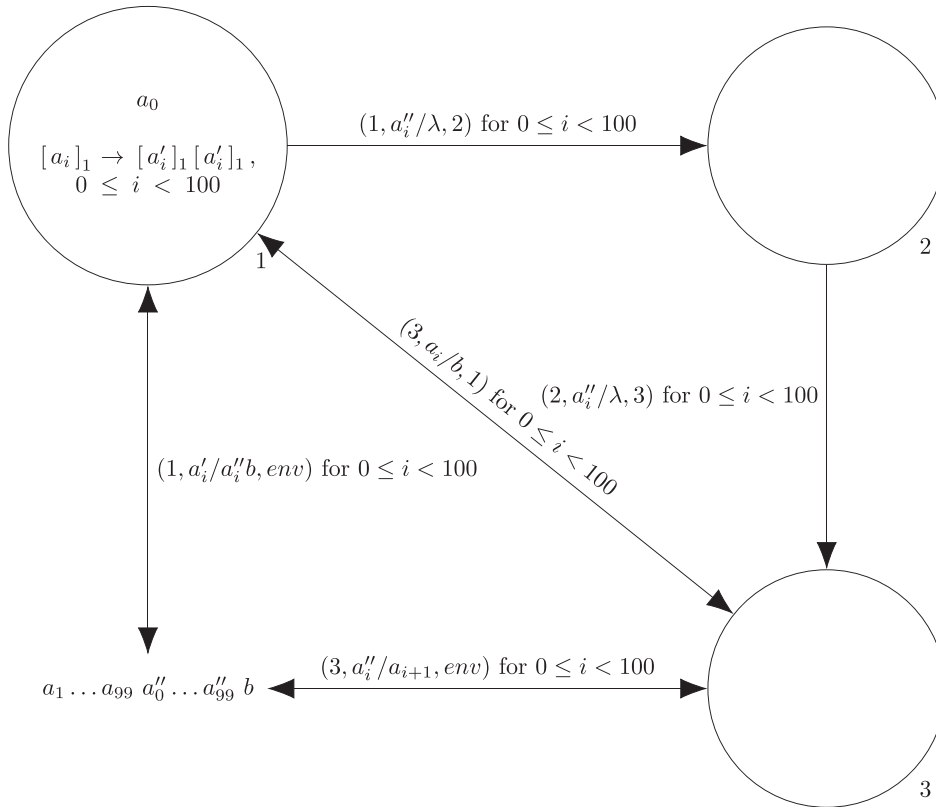 a₀
[aᵢ]₁ → [a′ᵢ]₁ [a′ᵢ]₁,
0 ≤ i < 100
1
(1, a″ᵢ/λ, 2) for 0 ≤ i < 100
2
(3, aᵢ/b, 1) for 0 ≤ i < 100
(2, a″ᵢ/λ, 3) for 0 ≤ i < 100
(1, a′ᵢ/a″ᵢb, env) for 0 ≤ i < 100
a₁ … a₉₉ a″₀ … a″₉₉ b
(3, a″ᵢ/aᵢ₊₁, env) for 0 ≤ i < 100
3